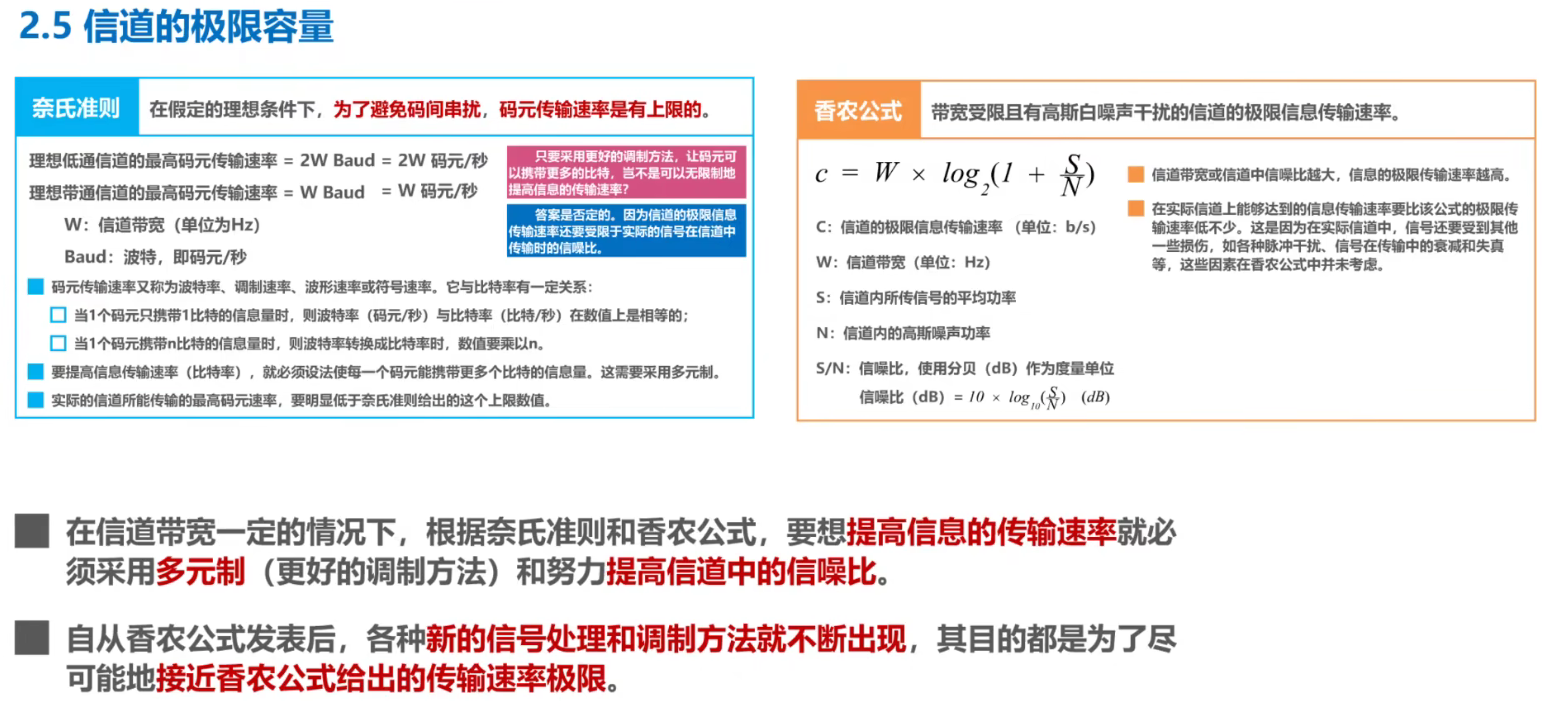 2.5 信道的极限容量
奈氏准则
在假定的理想条件下，为了避免码间串扰，码元传输速率是有上限的。
理想低通信道的最高码元传输速率 = 2W Baud = 2W 码元/秒
理想带通信道的最高码元传输速率 = W Baud = W 码元/秒
W：信道带宽（单位为Hz）
Baud：波特，即码元/秒
只要采用更好的调制方法，让码元可
以携带更多的比特，岂不是可以无限制地
提高信息的传输速率？
答案是否定的。因为信道的极限信息
传输速率还要受限于实际的信号在信道中
传输时的信噪比。
码元传输速率又称为波特率、调制速率、波形速率或符号速率。它与比特率有一定关系：
当1个码元只携带1比特的信息量时，则波特率（码元/秒）与比特率（比特/秒）在数值上是相等的；
当1个码元携带n比特的信息量时，则波特率转换成比特率时，数值要乘以n。
要提高信息传输速率（比特率），就必须设法使每一个码元能携带更多个比特的信息量。这需要采用多元制。
实际的信道所能传输的最高码元速率，要明显低于奈氏准则给出的这个上限数值。
香农公式
带宽受限且有高斯白噪声干扰的信道的极限信息传输速率。
c = W × log₂(1 + S/N)
C：信道的极限信息传输速率 （单位：b/s）
W：信道带宽（单位：Hz）
S：信道内所传信号的平均功率
N：信道内的高斯噪声功率
S/N：信噪比，使用分贝（dB）作为度量单位
信噪比（dB）= 10 × log₁₀(S/N) (dB)
信道带宽或信道中信噪比越大，信息的极限传输速率越高。
在实际信道上能够达到的信息传输速率要比该公式的极限传
输速率低不少。这是因为在实际信道中，信号还要受到其他
一些损伤，如各种脉冲干扰、信号在传输中的衰减和失真
等，这些因素在香农公式中并未考虑。
在信道带宽一定的情况下，根据奈氏准则和香农公式，要想提高信息的传输速率就必
须采用多元制（更好的调制方法）和努力提高信道中的信噪比。
自从香农公式发表后，各种新的信号处理和调制方法就不断出现，其目的都是为了尽
可能地接近香农公式给出的传输速率极限。